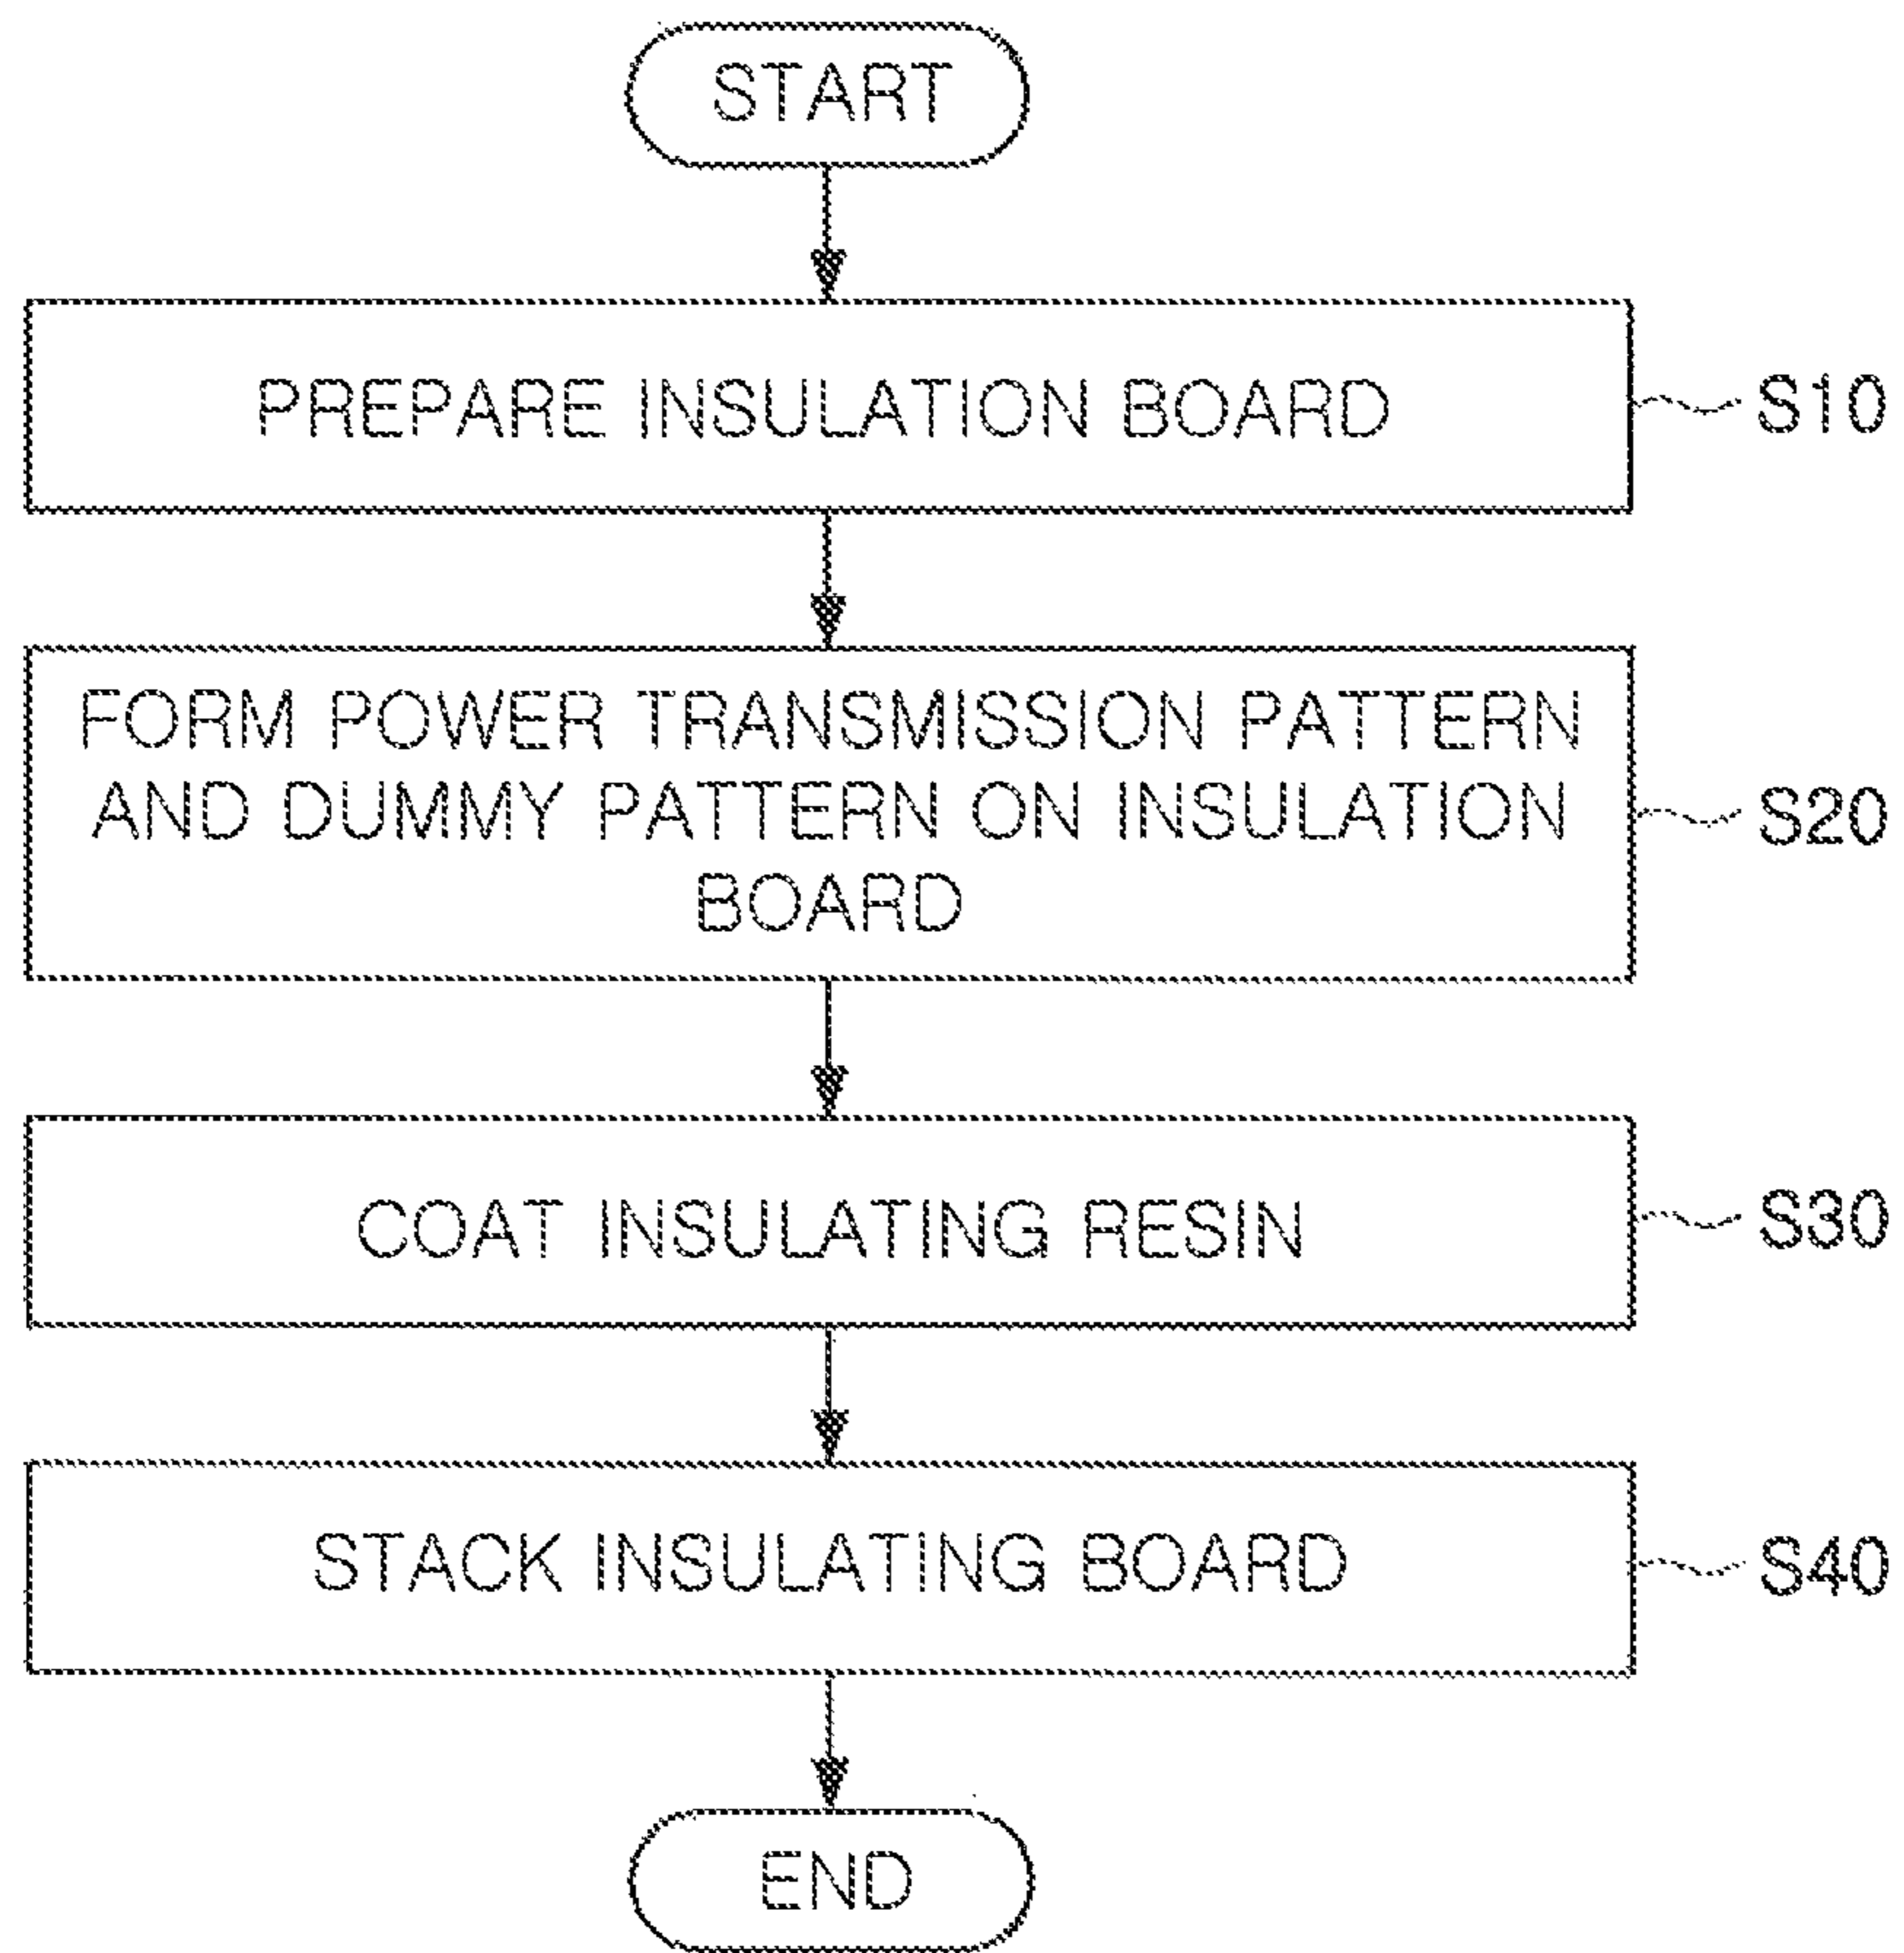 START
PREPARE INSULATION BOARD
S10
FORM POWER TRANSMISSION PATTERN
AND DUMMY PATTERN ON INSULATION
BOARD
S20
COAT INSULATING RESIN
S30
STACK INSULATING BOARD
S40
END